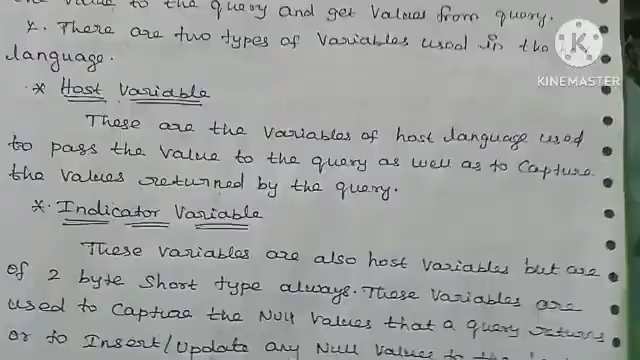 the value to the query and get values from query.
*. There are two types of Variables used in the
language.
* Host Variable
These are the variables of host language used
to pass the value to the query as well as to capture
the values returned by the query.
*. Indicator Variable
These variables are also host variables but are
of 2 byte short type always. These variables are
used to capture the NULL values that a query returns
or to Insert/Update any NULL values to the
KINEMASTER